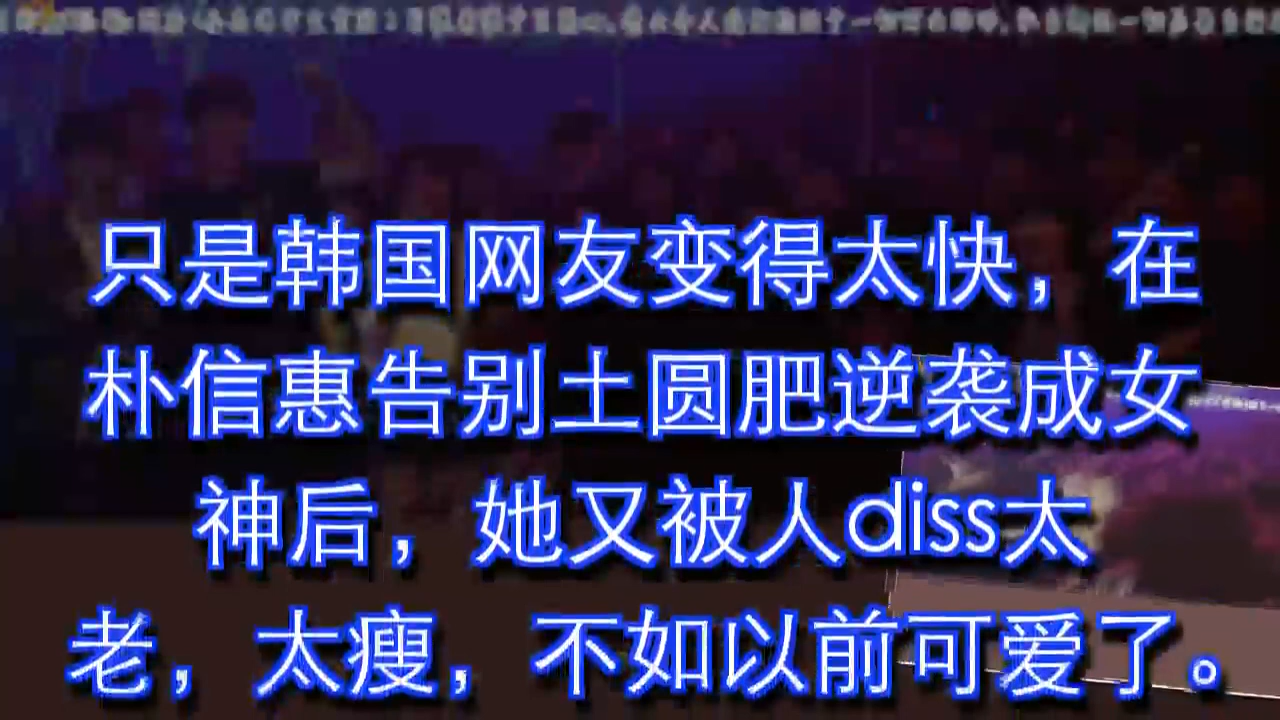 只是韩国网友变得太快，在
朴信惠告别土圆肥逆袭成女
神后，她又被人diss太
老，太瘦，不如以前可爱了。